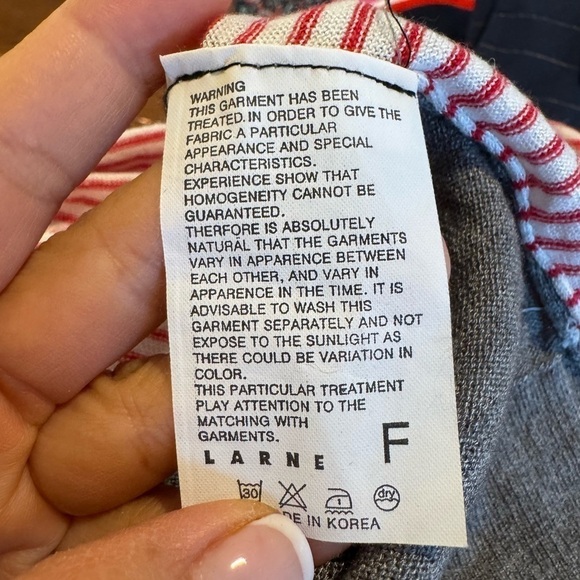 WARNING
THIS GARMENT HAS BEEN
TREATED. IN ORDER TO GIVE THE
FABRIC A PARTICULAR
APPEARANCE AND SPECIAL
CHARACTERISTICS.
EXPERIENCE SHOW THAT
HOMOGENEITY CANNOT BE
GUARANTEED.
THERFORE IS ABSOLUTELY
NATURAL THAT THE GARMENTS
VARY IN APPARENCE BETWEEN
EACH OTHER, AND VARY IN
APPARENCE IN THE TIME. IT IS
ADVISABLE TO WASH THIS
GARMENT SEPARATELY AND NOT
EXPOSE TO THE SUNLIGHT AS
THERE COULD BE VARIATION IN
COLOR.
THIS PARTICULAR TREATMENT
PLAY ATTENTION TO THE
MATCHING WITH
GARMENTS.
LARNE F
30 1 dry
DE IN KOREA